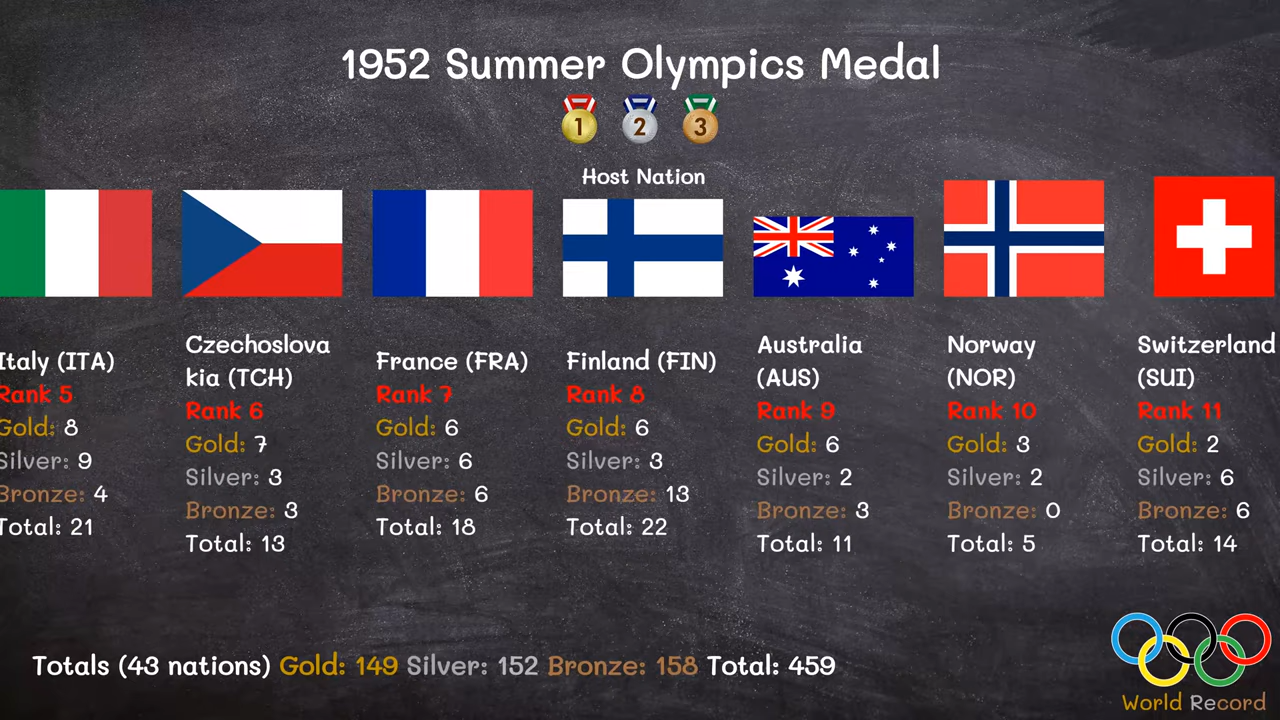 1952 Summer Olympics Medal
1 2 3
Host Nation
Italy (ITA)
Rank 5
Gold: 8
Silver: 9
Bronze: 4
Total: 21
Czechoslova
kia (TCH)
Rank 6
Gold: 7
Silver: 3
Bronze: 3
Total: 13
France (FRA)
Rank 7
Gold: 6
Silver: 6
Bronze: 6
Total: 18
Finland (FIN)
Rank 8
Gold: 6
Silver: 3
Bronze: 13
Total: 22
Australia
(AUS)
Rank 9
Gold: 6
Silver: 2
Bronze: 3
Total: 11
Norway
(NOR)
Rank 10
Gold: 3
Silver: 2
Bronze: 0
Total: 5
Switzerland
(SUI)
Rank 11
Gold: 2
Silver: 6
Bronze: 6
Total: 14
Totals (43 nations) Gold: 149 Silver: 152 Bronze: 158 Total: 459
World Record